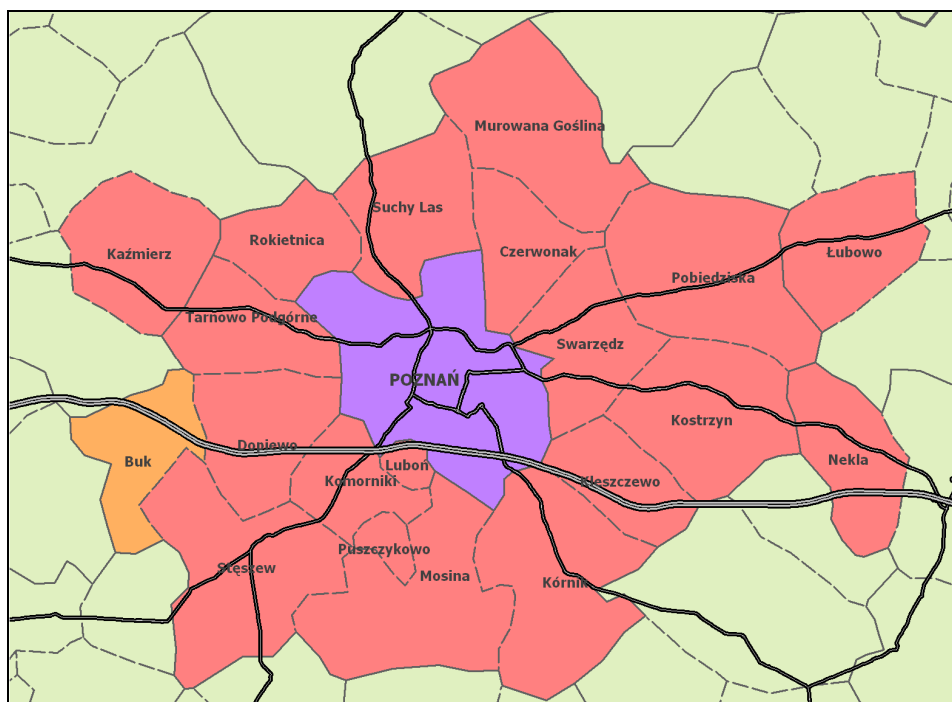 Murowana Goślina
Suchy Las
Rokietnica
Czerwonak
Kaźmierz
Łubowo
Pobiedziska
Tarnowo Podgórne
Swarzędz
POZNAŃ
Kostrzyn
Dopiewo
Buk
Luboń
Nekla
Komorniki
Kleszczewo
Puszczykowo
Stęszew
Mosina
Kórnik